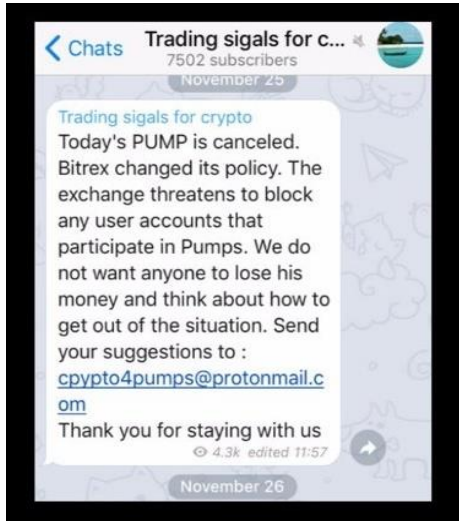 Chats
Trading sigals for c...
7502 subscribers
November 25
Trading sigals for crypto
Today's PUMP is canceled.
Bitrex changed its policy. The
exchange threatens to block
any user accounts that
participate in Pumps. We do
not want anyone to lose his
money and think about how to
get out of the situation. Send
your suggestions to :
cpypto4pumps@protonmail.c
om
Thank you for staying with us
4.3k edited 11:57
November 26